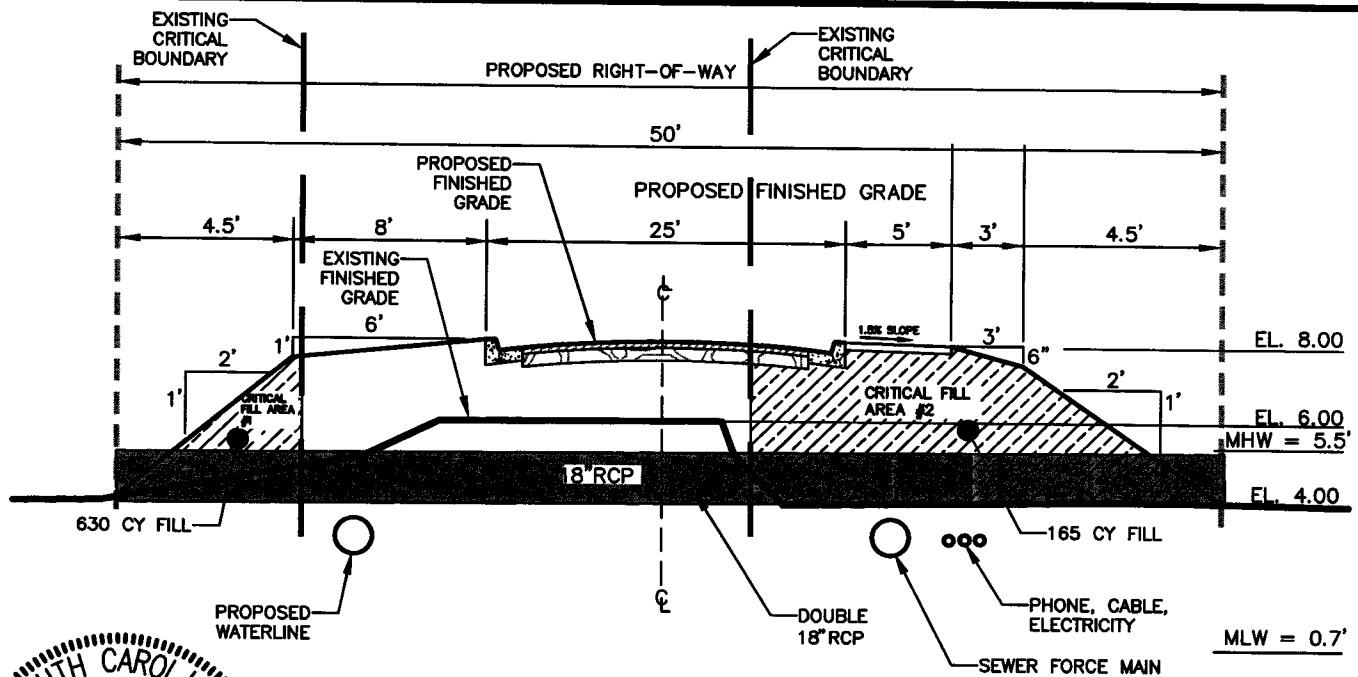 EXISTING
CRITICAL
BOUNDARY
EXISTING
CRITICAL
BOUNDARY
PROPOSED RIGHT-OF-WAY
50'
PROPOSED
FINISHED
GRADE
PROPOSED FINISHED GRADE
4.5'
8'
25'
5'
3'
4.5'
EXISTING
FINISHED
GRADE
℄
6'
1'
2'
1'
1.5% SLOPE
3'
6"
EL. 8.00
CRITICAL
FILL AREA
#1
CRITICAL FILL
AREA #2
2'
1'
EL. 6.00
MHW = 5.5'
18"RCP
EL. 4.00
630 CY FILL
165 CY FILL
℄
PROPOSED
WATERLINE
DOUBLE
18"RCP
PHONE, CABLE,
ELECTRICITY
MLW = 0.7'
SEWER FORCE MAIN
UTH CAROL